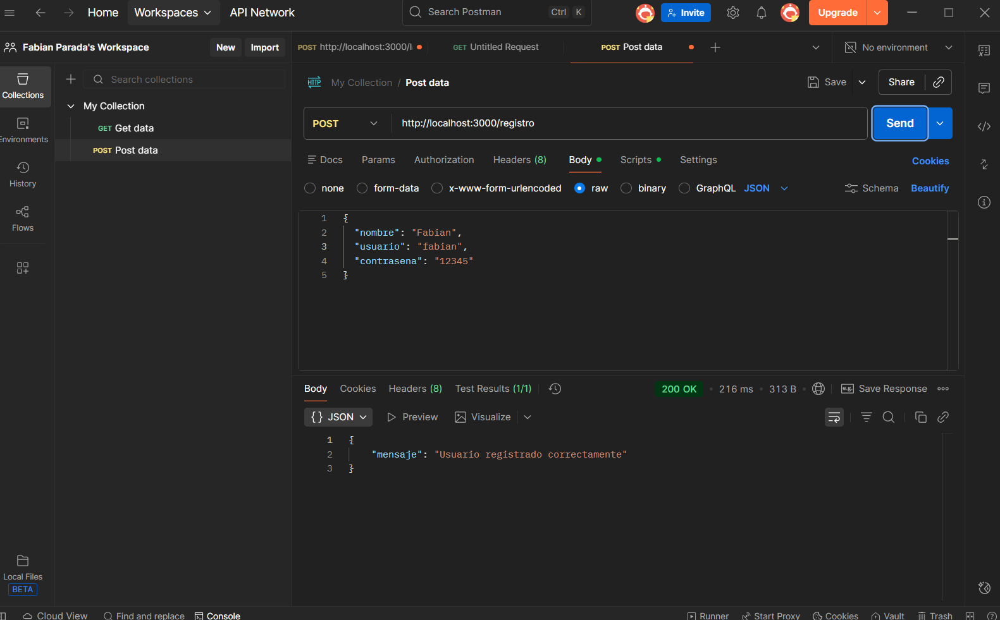 Home Workspaces API Network Search Postman Ctrl K Invite Upgrade
Fabian Parada's Workspace New Import
POST http://localhost:3000/l GET Untitled Request POST Post data No environment
Collections
Environments
History
Flows
Local Files
BETA
Search collections
My Collection
GET Get data
POST Post data
HTTP My Collection / Post data Save Share
POST http://localhost:3000/registro Send
Docs Params Authorization Headers (8) Body Scripts Settings Cookies
none form-data x-www-form-urlencoded raw binary GraphQL JSON Schema Beautify
1 {
2 "nombre": "Fabian",
3 "usuario": "fabian",
4 "contrasena": "12345"
5 }
Body Cookies Headers (8) Test Results (1/1) 200 OK • 216 ms • 313 B • e.g. Save Response
{} JSON Preview Visualize
1 {
2 "mensaje": "Usuario registrado correctamente"
3 }
Cloud View Find and replace Console Runner Start Proxy Cookies Vault Trash